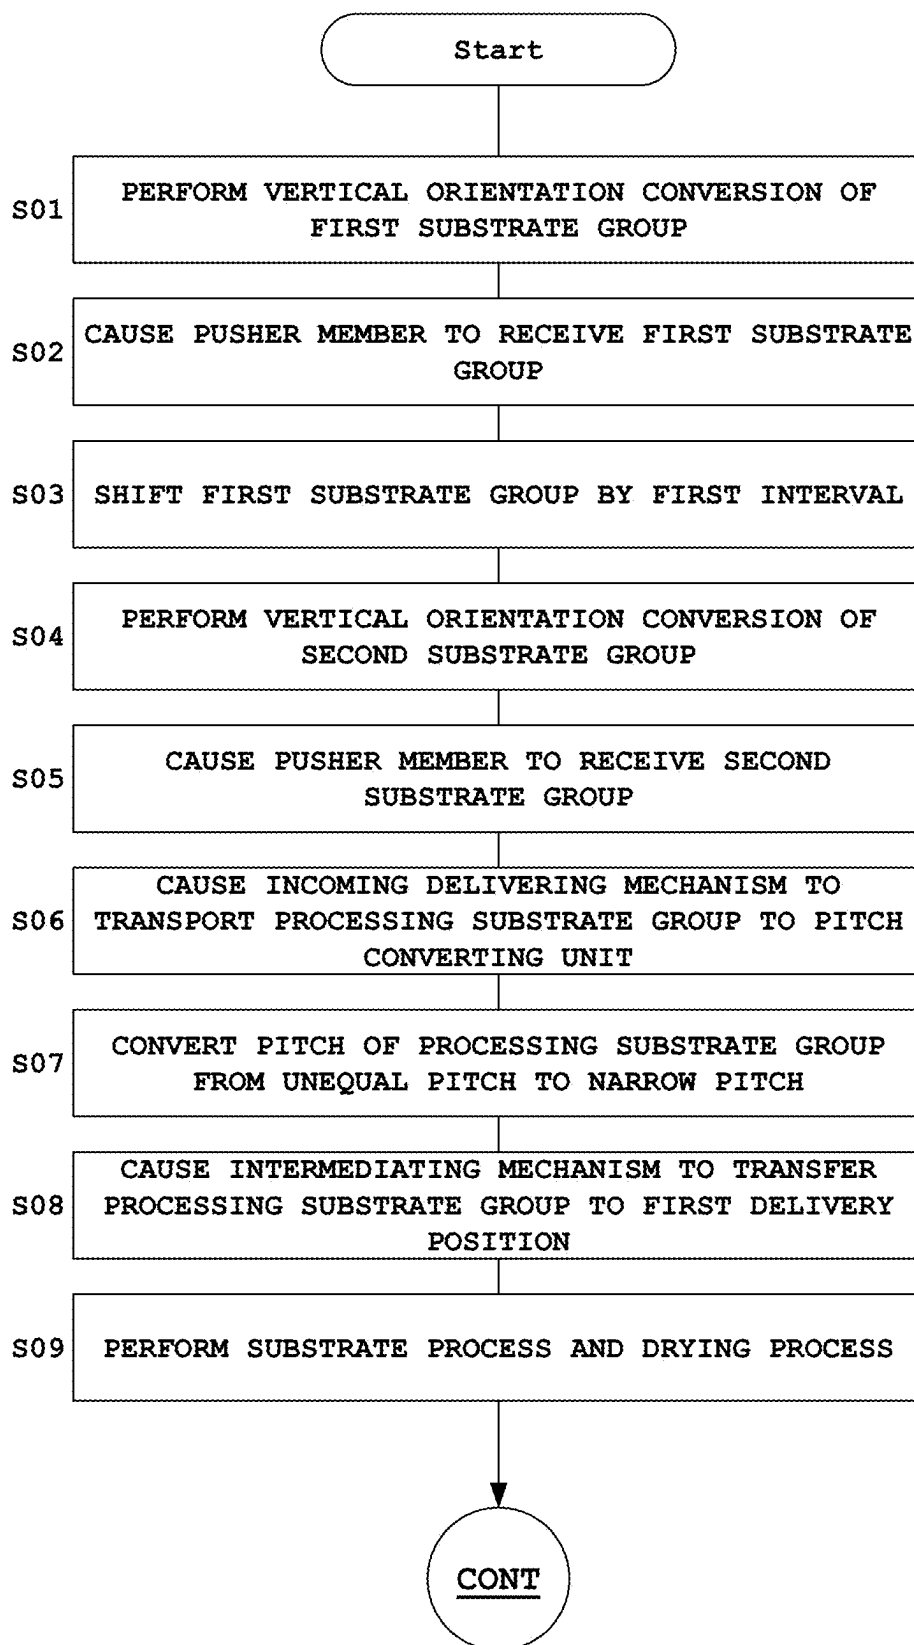 Start
S01
PERFORM VERTICAL ORIENTATION CONVERSION OF
FIRST SUBSTRATE GROUP
S02
CAUSE PUSHER MEMBER TO RECEIVE FIRST SUBSTRATE
GROUP
S03
SHIFT FIRST SUBSTRATE GROUP BY FIRST INTERVAL
S04
PERFORM VERTICAL ORIENTATION CONVERSION OF
SECOND SUBSTRATE GROUP
S05
CAUSE PUSHER MEMBER TO RECEIVE SECOND
SUBSTRATE GROUP
S06
CAUSE INCOMING DELIVERING MECHANISM TO
TRANSPORT PROCESSING SUBSTRATE GROUP TO PITCH
CONVERTING UNIT
S07
CONVERT PITCH OF PROCESSING SUBSTRATE GROUP
FROM UNEQUAL PITCH TO NARROW PITCH
S08
CAUSE INTERMEDIATING MECHANISM TO TRANSFER
PROCESSING SUBSTRATE GROUP TO FIRST DELIVERY
POSITION
S09
PERFORM SUBSTRATE PROCESS AND DRYING PROCESS
CONT